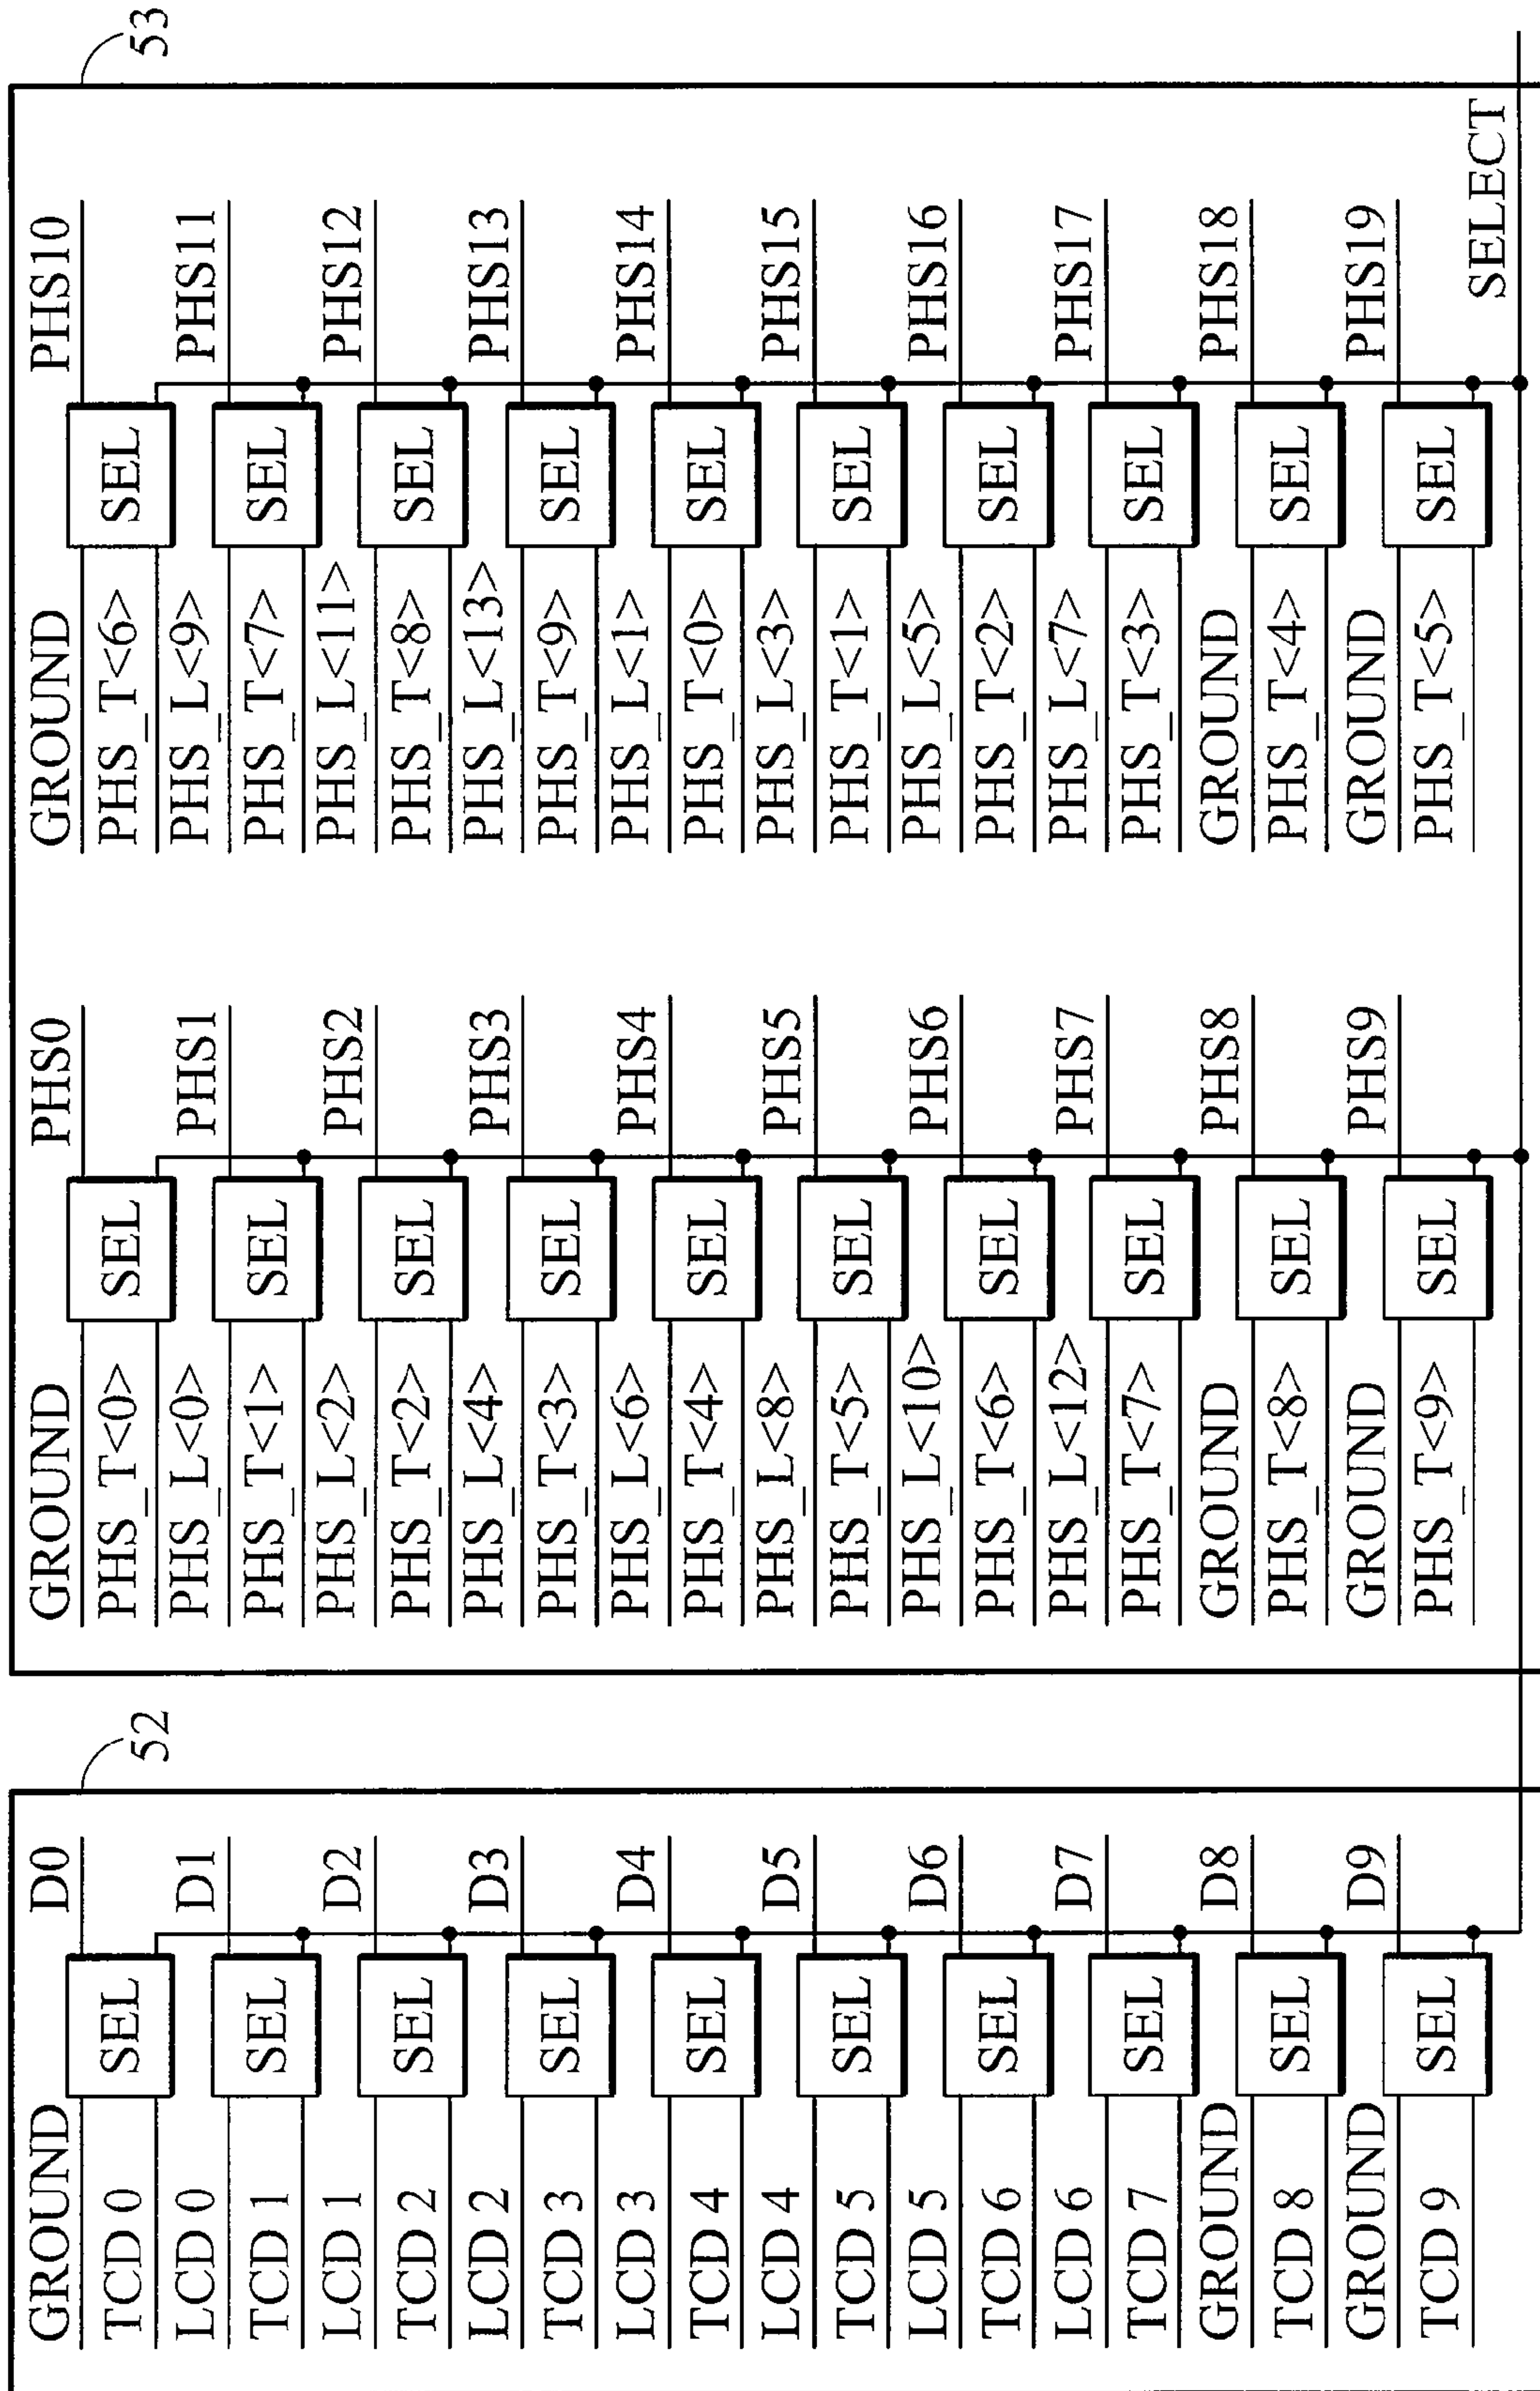 52
GROUND
TCD 0
SEL
D0
LCD 0
TCD 1
SEL
D1
LCD 1
TCD 2
SEL
D2
LCD 2
TCD 3
SEL
D3
LCD 3
TCD 4
SEL
D4
LCD 4
TCD 5
SEL
D5
LCD 5
TCD 6
SEL
D6
LCD 6
TCD 7
SEL
D7
GROUND
TCD 8
SEL
D8
GROUND
TCD 9
SEL
D9
53
GROUND
PHS_T<0>
SEL
PHS0
PHS_L<0>
PHS_T<1>
SEL
PHS1
PHS_L<2>
PHS_T<2>
SEL
PHS2
PHS_L<4>
PHS_T<3>
SEL
PHS3
PHS_L<6>
PHS_T<4>
SEL
PHS4
PHS_L<8>
PHS_T<5>
SEL
PHS5
PHS_L<10>
PHS_T<6>
SEL
PHS6
PHS_L<12>
PHS_T<7>
SEL
PHS7
GROUND
PHS_T<8>
SEL
PHS8
GROUND
PHS_T<9>
SEL
PHS9
GROUND
PHS_T<6>
SEL
PHS10
PHS_L<9>
PHS_T<7>
SEL
PHS11
PHS_L<11>
PHS_T<8>
SEL
PHS12
PHS_L<13>
PHS_T<9>
SEL
PHS13
PHS_L<1>
PHS_T<0>
SEL
PHS14
PHS_L<3>
PHS_T<1>
SEL
PHS15
PHS_L<5>
PHS_T<2>
SEL
PHS16
PHS_L<7>
PHS_T<3>
SEL
PHS17
GROUND
PHS_T<4>
SEL
PHS18
GROUND
PHS_T<5>
SEL
PHS19
SELECT